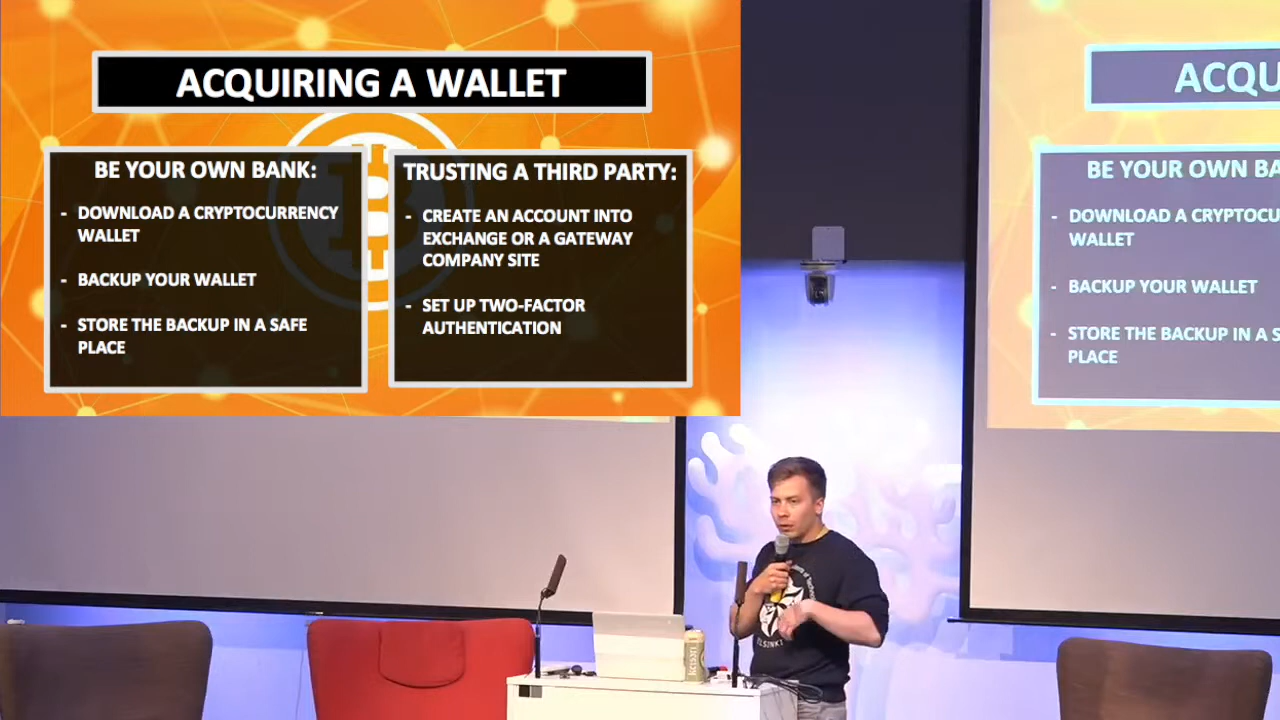 ACQUIRING A WALLET
BE YOUR OWN BANK:
- DOWNLOAD A CRYPTOCURRENCY
WALLET
- BACKUP YOUR WALLET
- STORE THE BACKUP IN A SAFE
PLACE
TRUSTING A THIRD PARTY:
- CREATE AN ACCOUNT INTO
EXCHANGE OR A GATEWAY
COMPANY SITE
- SET UP TWO-FACTOR
AUTHENTICATION
ACQU
BE YOUR OWN BA
- DOWNLOAD A CRYPTOCU
WALLET
- BACKUP YOUR WALLET
- STORE THE BACKUP IN A S
PLACE